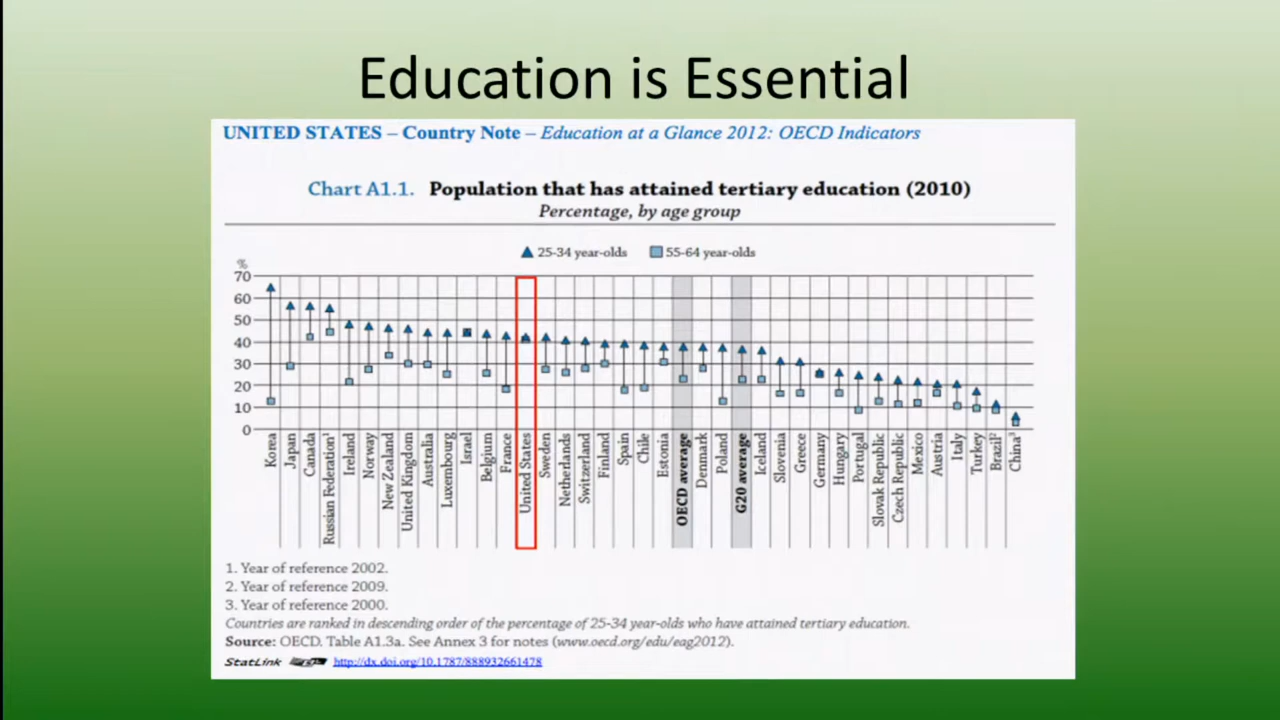 Education is Essential
UNITED STATES – Country Note – Education at a Glance 2012: OECD Indicators
Chart A1.1. Population that has attained tertiary education (2010)
Percentage, by age group
25-34 year-olds 55-64 year-olds
%
70
60
50
40
30
20
10
0
Korea
Japan
Canada
Russian Federation¹
Ireland
Norway
New Zealand
United Kingdom
Australia
Luxembourg
Israel
Belgium
France
United States
Sweden
Netherlands
Switzerland
Finland
Spain
Chile
Estonia
OECD average
Denmark
Poland
G20 average
Iceland
Slovenia
Greece
Germany
Hungary
Portugal
Slovak Republic
Czech Republic
Mexico
Austria
Italy
Turkey
Brazil²
China³
1. Year of reference 2002.
2. Year of reference 2009.
3. Year of reference 2000.
Countries are ranked in descending order of the percentage of 25-34 year-olds who have attained tertiary education.
Source: OECD. Table A1.3a. See Annex 3 for notes (www.oecd.org/edu/eag2012).
StatLink http://dx.doi.org/10.1787/888932661478